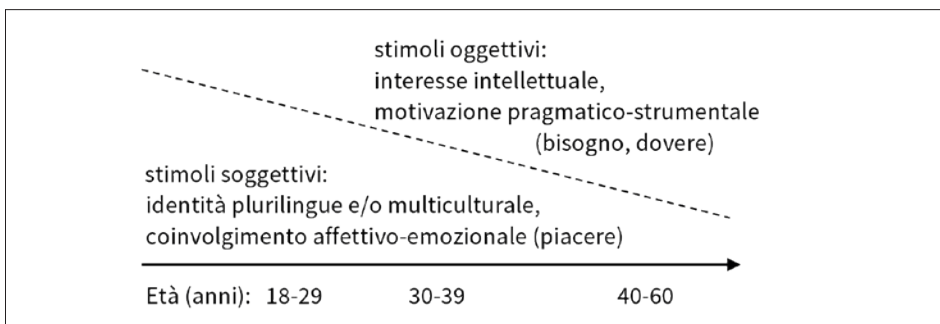 stimoli oggettivi:
interesse intellettuale,
motivazione pragmatico-strumentale
(bisogno, dovere)
stimoli soggettivi:
identità plurilingue e/o multiculturale,
coinvolgimento affettivo-emozionale (piacere)
Età (anni): 18-29 30-39 40-60